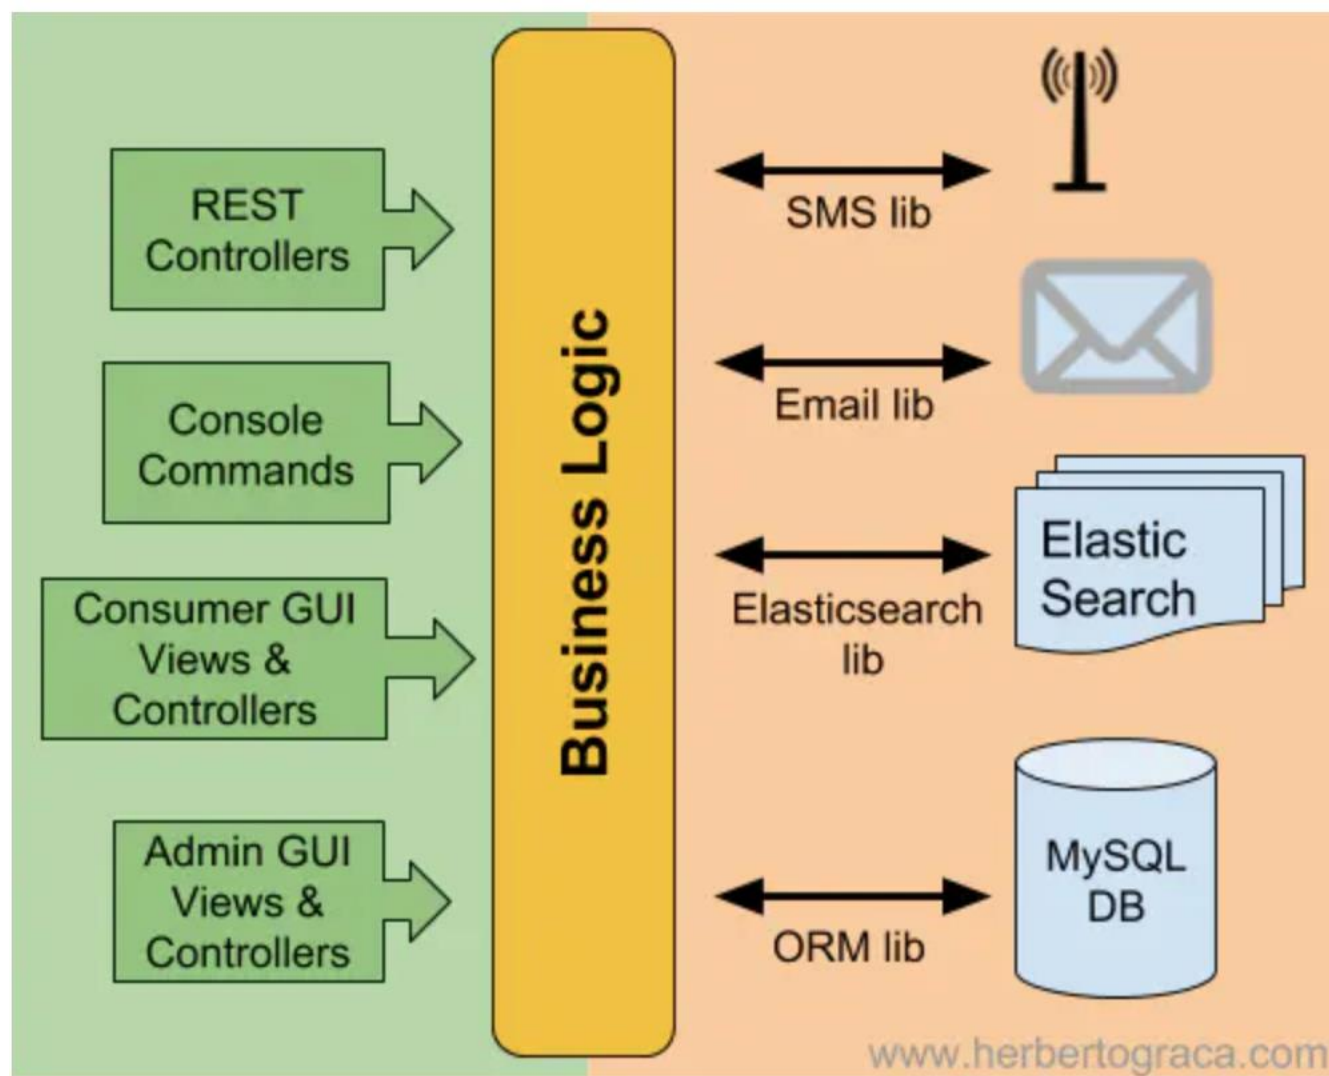 REST
Controllers
Console
Commands
Consumer GUI
Views &
Controllers
Admin GUI
Views &
Controllers
Business Logic
SMS lib
Email lib
Elasticsearch
lib
Elastic
Search
ORM lib
MySQL
DB
www.herbertograca.com